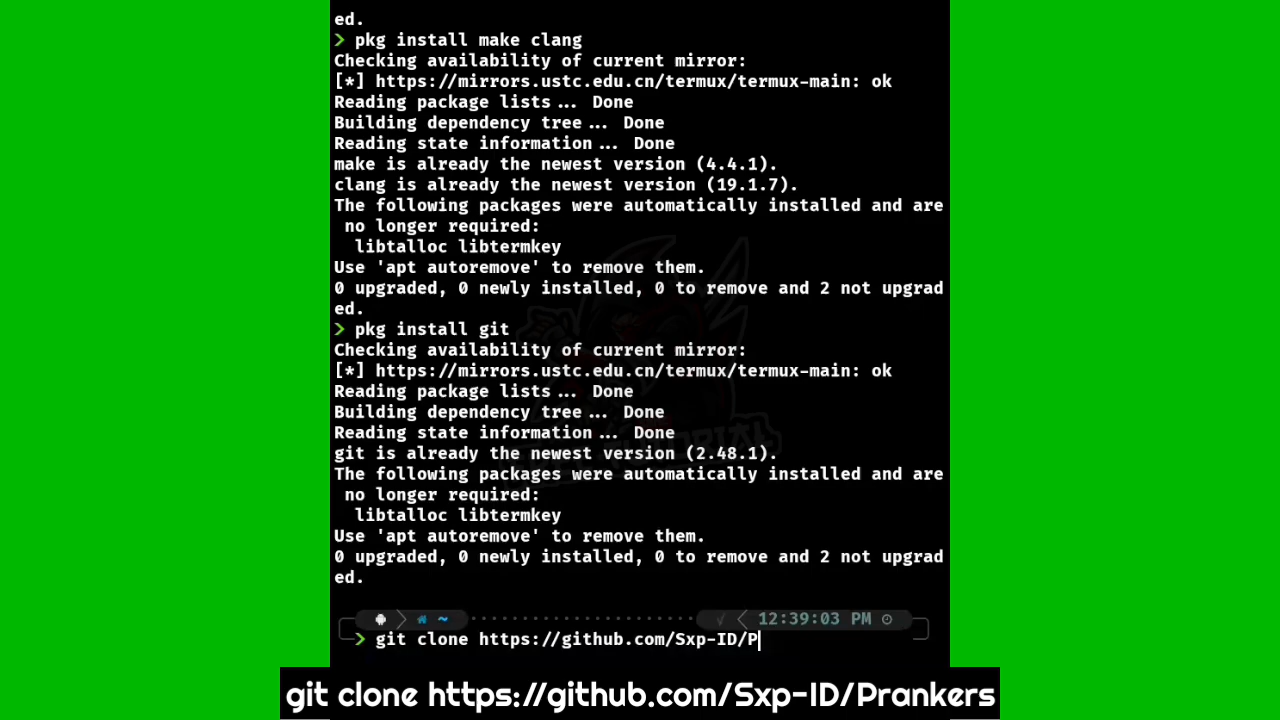 ed.
❯ pkg install make clang
Checking availability of current mirror:
[*] https://mirrors.ustc.edu.cn/termux/termux-main: ok
Reading package lists... Done
Building dependency tree... Done
Reading state information... Done
make is already the newest version (4.4.1).
clang is already the newest version (19.1.7).
The following packages were automatically installed and are
no longer required:
libtalloc libtermkey
Use 'apt autoremove' to remove them.
0 upgraded, 0 newly installed, 0 to remove and 2 not upgrad
ed.
❯ pkg install git
Checking availability of current mirror:
[*] https://mirrors.ustc.edu.cn/termux/termux-main: ok
Reading package lists... Done
Building dependency tree... Done
Reading state information... Done
git is already the newest version (2.48.1).
The following packages were automatically installed and are
no longer required:
libtalloc libtermkey
Use 'apt autoremove' to remove them.
0 upgraded, 0 newly installed, 0 to remove and 2 not upgrad
ed.
~ 12:39:03 PM
❯ git clone https://github.com/Sxp-ID/P
git clone https://github.com/Sxp-ID/Prankers